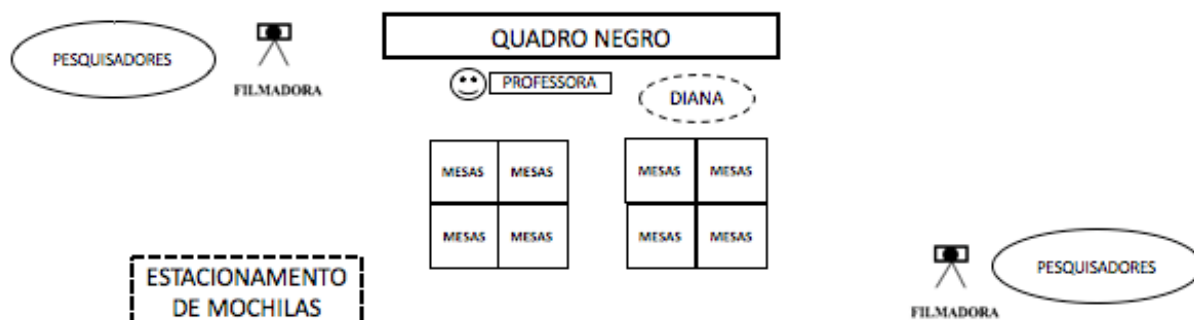 QUADRO NEGRO
PESQUISADORES
FILMADORA
PROFESSORA
DIANA
MESAS MESAS MESAS MESAS
MESAS MESAS MESAS MESAS
ESTACIONAMENTO
DE MOCHILAS
PESQUISADORES
FILMADORA